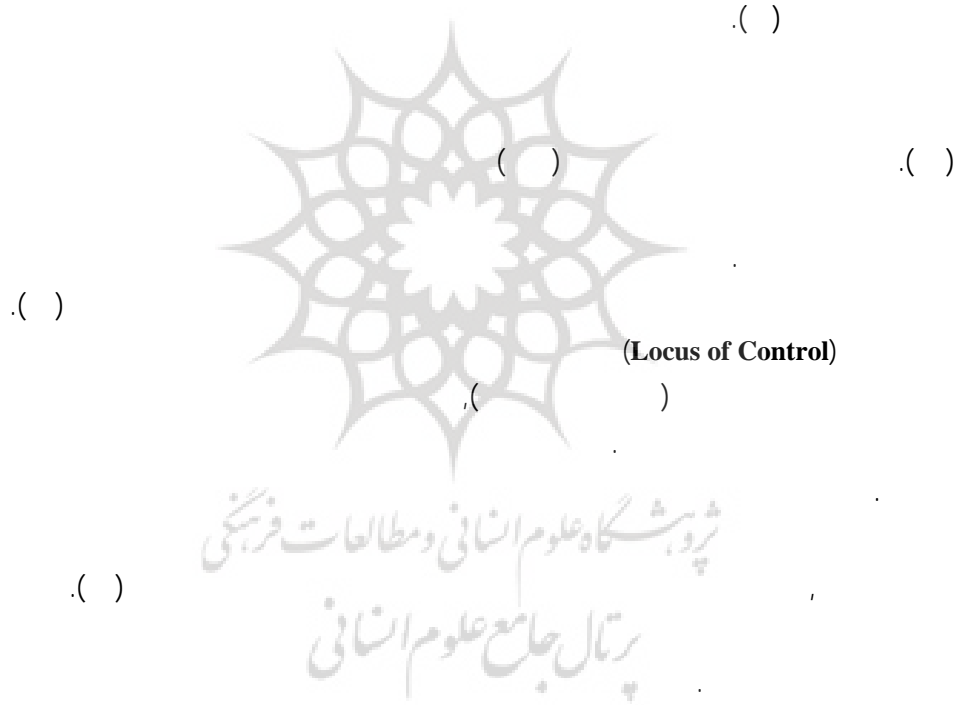 .( )
.( ) ( )
.
.( )
(Locus of Control)
,( )
.
.
پژوهشگاه علوم انسانی و مطالعات فرهنگی
.( ) ,
پرتال جامع علوم انسانی
.